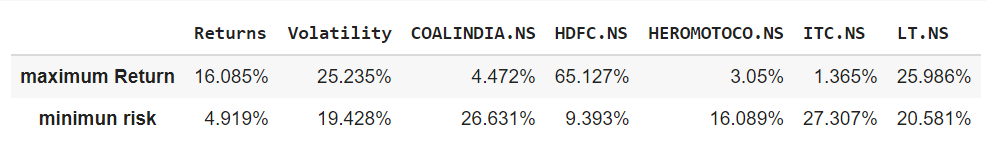 Returns Volatility COALINDIA.NS HDFC.NS HEROMOTOCO.NS ITC.NS LT.NS
maximum Return 16.085% 25.235% 4.472% 65.127% 3.05% 1.365% 25.986%
minimun risk 4.919% 19.428% 26.631% 9.393% 16.089% 27.307% 20.581%